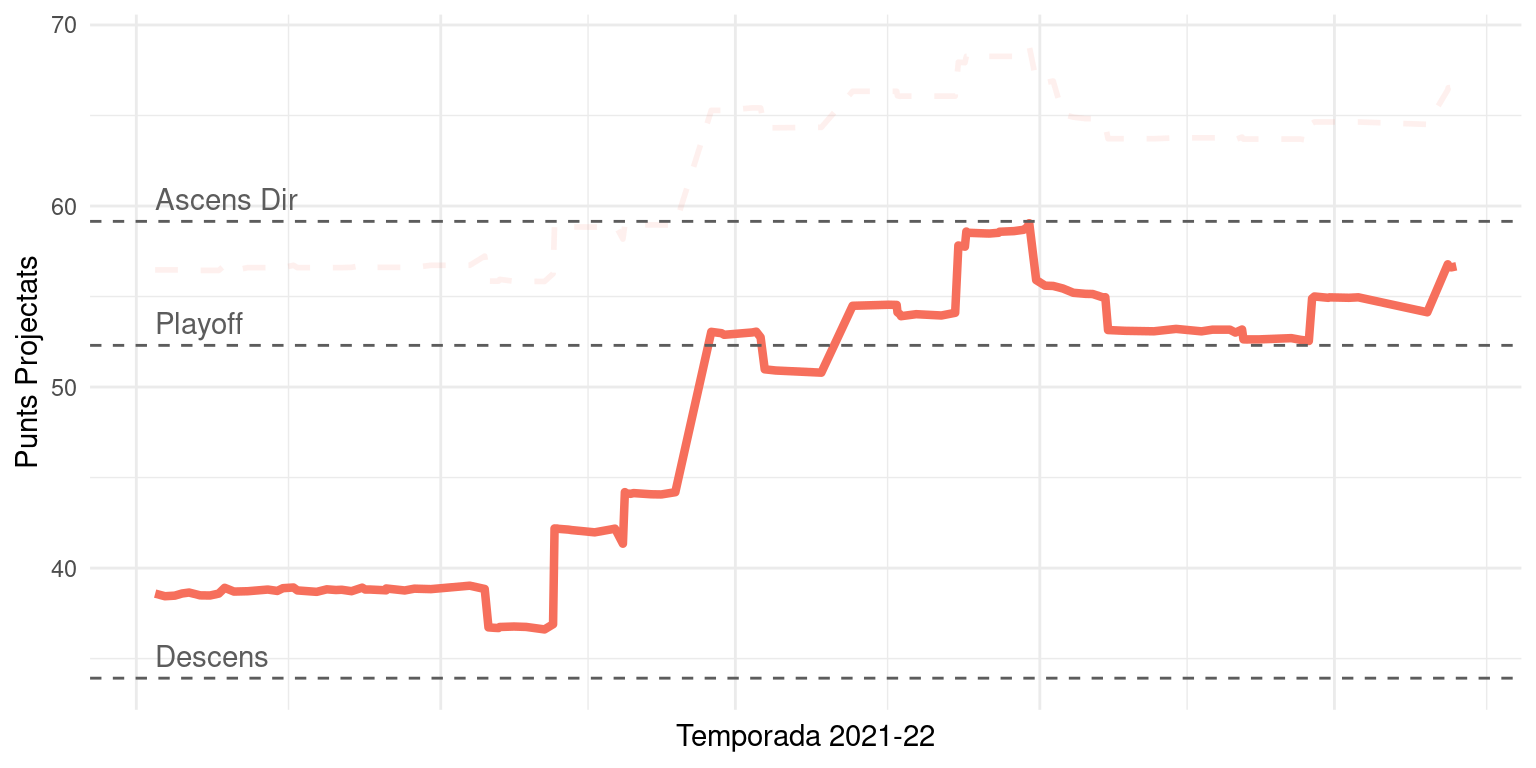 70
60
50
40
Punts Projectats
Ascens Dir
Playoff
Descens
Temporada 2021-22